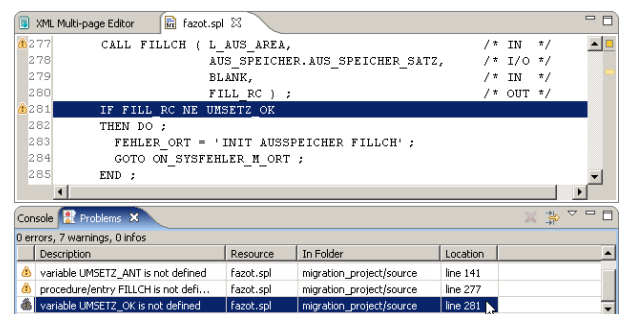 XML Multi-page Editor fazot.spl
277 CALL FILLCH ( L_AUS_AREA, /* IN */
278 AUS_SPEICHER.AUS_SPEICHER_SATZ, /* I/O */
279 BLANK, /* IN */
280 FILL_RC ) ; /* OUT */
281 IF FILL_RC NE UMSETZ_OK
282 THEN DO ;
283 FEHLER_ORT = 'INIT AUSSPEICHER FILLCH' ;
284 GOTO ON_SYSFEHLER_M_ORT ;
285 END ;
Console Problems
0 errors, 7 warnings, 0 infos
Description Resource In Folder Location
variable UMSETZ_ANT is not defined fazot.spl migration_project/source line 141
procedure/entry FILLCH is not defi... fazot.spl migration_project/source line 277
variable UMSETZ_OK is not defined fazot.spl migration_project/source line 281